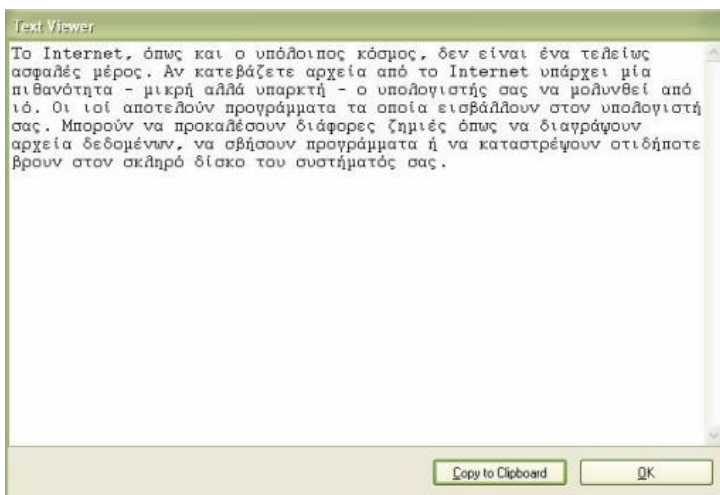 Text Viewer
Το Internet, όπως και ο υπόλοιπος κόσμος, δεν είναι ένα τελείως
ασφαλές μέρος. Αν κατεβάζετε αρχεία από το Internet υπάρχει μία
πιθανότητα - μικρή αλλά υπαρκτή - ο υπολογιστής σας να μολυνθεί από
ιό. Οι ιοί αποτελούν προγράμματα τα οποία εισβάλλουν στον υπολογιστή
σας. Μπορούν να προκαλέσουν διάφορες ζημιές όπως να διαγράψουν
αρχεία δεδομένων, να σβήσουν προγράμματα ή να καταστρέψουν οτιδήποτε
βρουν στον σκληρό δίσκο του συστήματός σας.
Copy to Clipboard OK